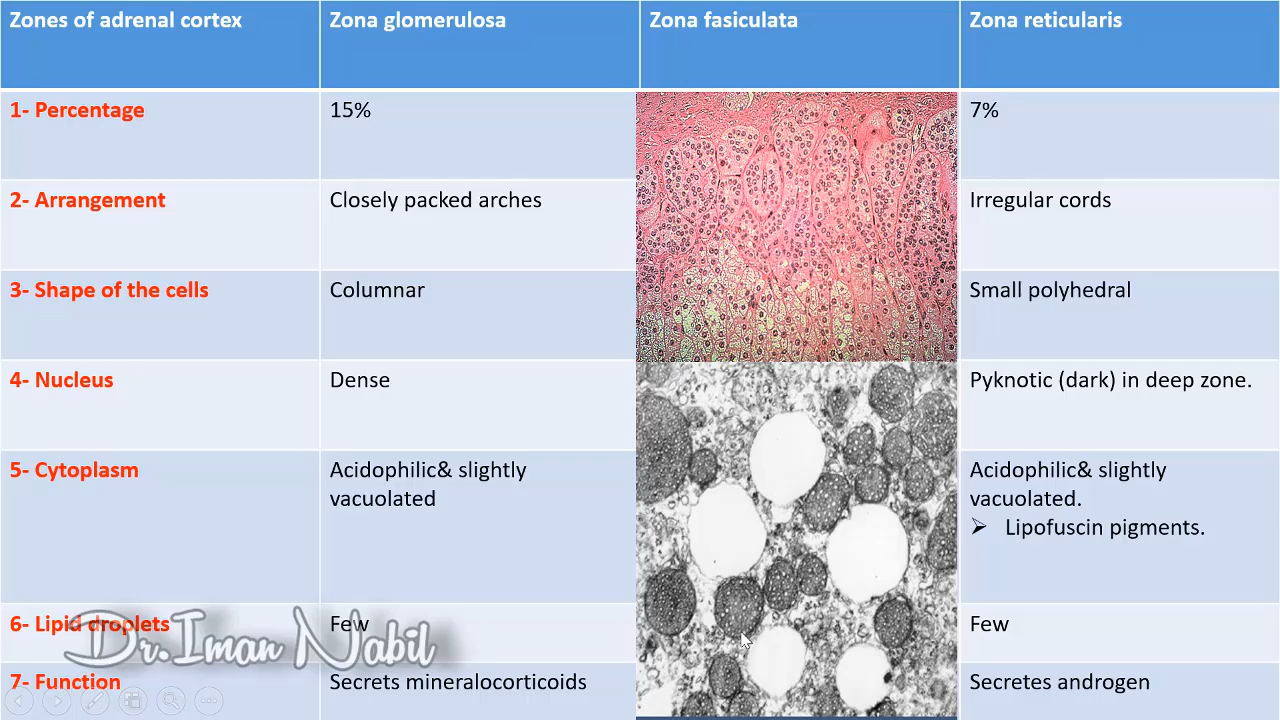 Zones of adrenal cortex
Zona glomerulosa
Zona fasiculata
Zona reticularis
1- Percentage
15%
7%
2- Arrangement
Closely packed arches
Irregular cords
3- Shape of the cells
Columnar
Small polyhedral
4- Nucleus
Dense
Pyknotic (dark) in deep zone.
5- Cytoplasm
Acidophilic& slightly
vacuolated
Acidophilic& slightly
vacuolated.
➢ Lipofuscin pigments.
6- Lipid droplets
Few
Few
Dr.Iman Nabil
7- Function
Secrets mineralocorticoids
Secretes androgen